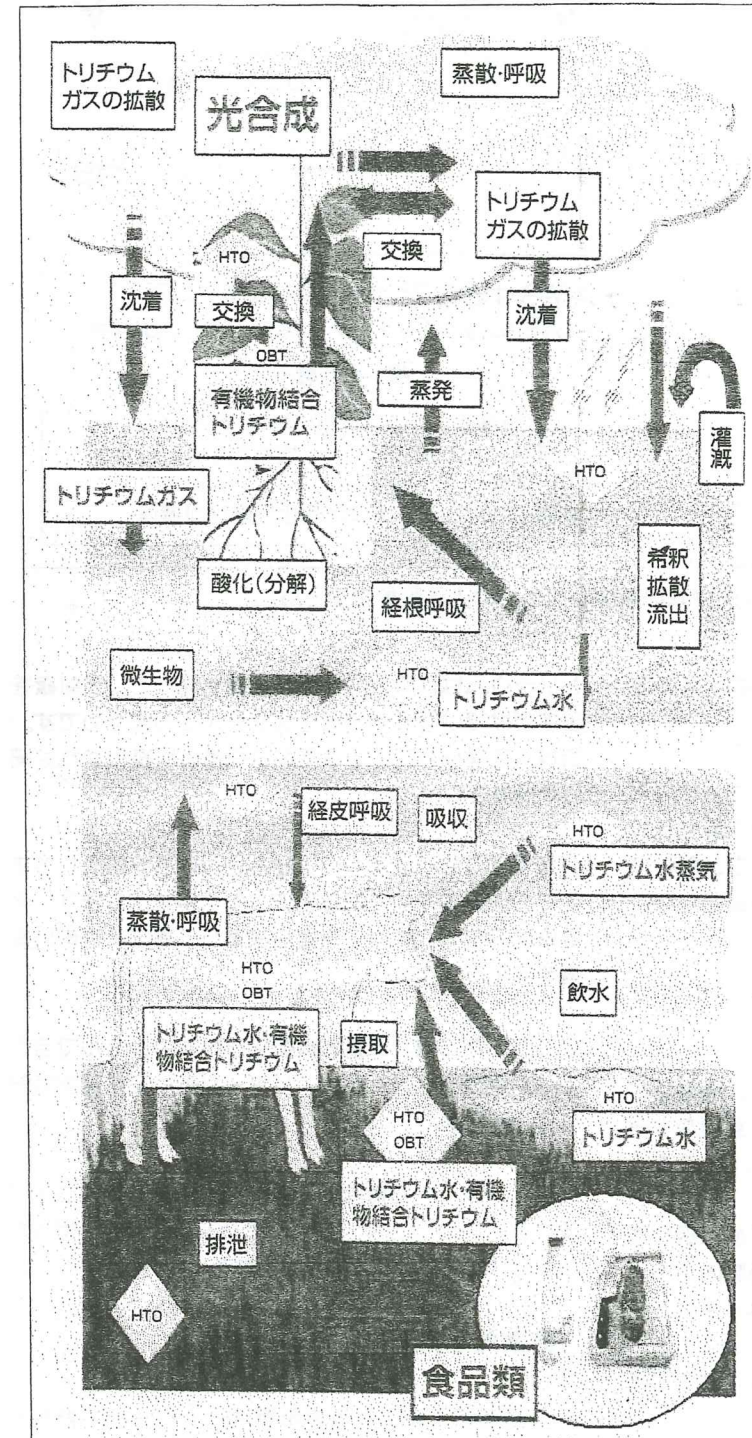 トリチウム
ガスの拡散
光合成
蒸散・呼吸
トリチウム
ガスの拡散
HTO
交換
沈着
交換
沈着
OBT
有機物結合
トリチウム
蒸発
灌漑
HTO
トリチウムガス
酸化(分解)
経根呼吸
希釈
拡散
流出
微生物
HTO
トリチウム水
HTO
経皮呼吸
吸収
HTO
トリチウム水蒸気
蒸散・呼吸
HTO
OBT
飲水
トリチウム水・有機
物結合トリチウム
摂取
HTO
OBT
HTO
トリチウム水
トリチウム水・有機
物結合トリチウム
排泄
HTO
食品類